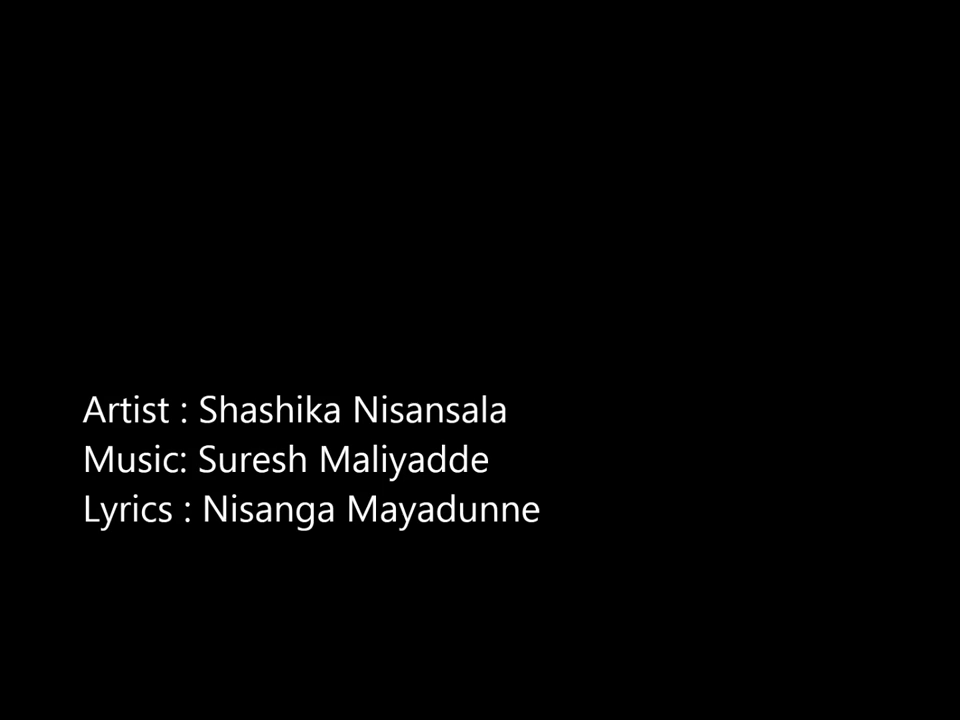 Artist : Shashika Nisansala
Music: Suresh Maliyadde
Lyrics : Nisanga Mayadunne